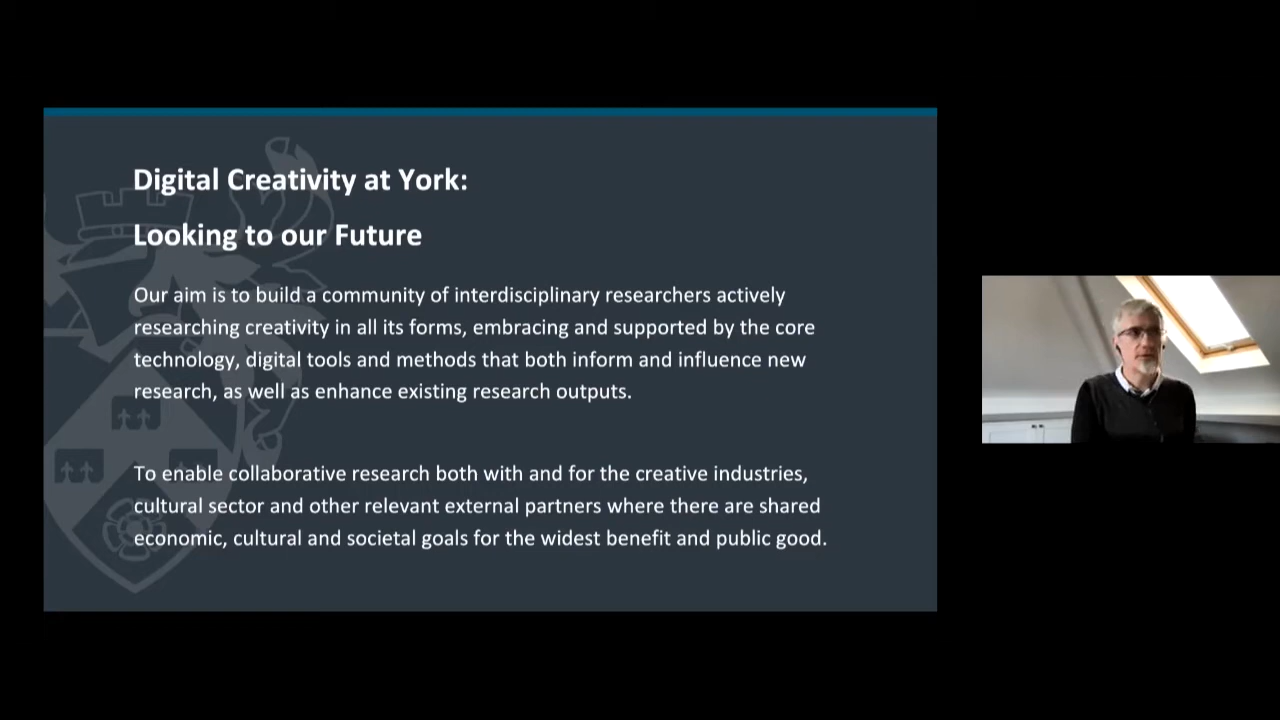 Digital Creativity at York:
Looking to our Future
Our aim is to build a community of interdisciplinary researchers actively
researching creativity in all its forms, embracing and supported by the core
technology, digital tools and methods that both inform and influence new
research, as well as enhance existing research outputs.
To enable collaborative research both with and for the creative industries,
cultural sector and other relevant external partners where there are shared
economic, cultural and societal goals for the widest benefit and public good.